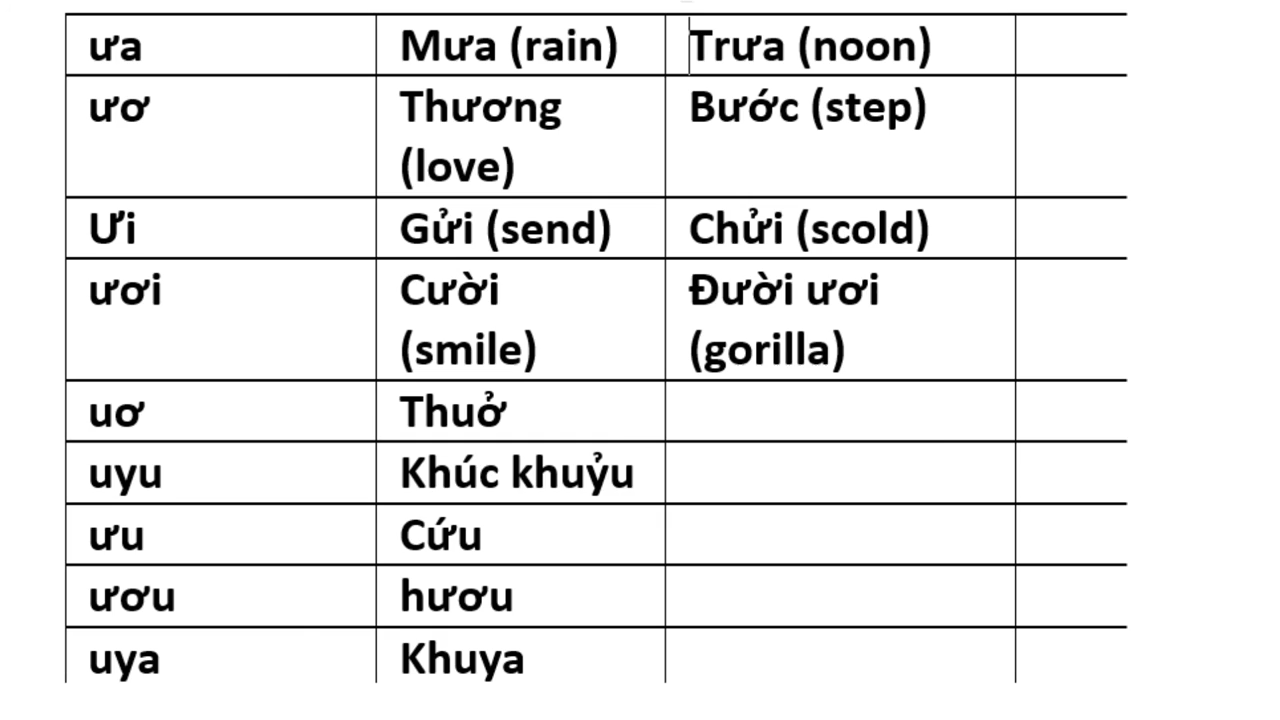 ưa Mưa (rain) Trưa (noon)
ươ Thương (love) Bước (step)
Ưi Gửi (send) Chửi (scold)
ươi Cười (smile) Đười ươi (gorilla)
uơ Thuở
uyu Khúc khuỷu
ưu Cứu
ươu hươu
uya Khuya